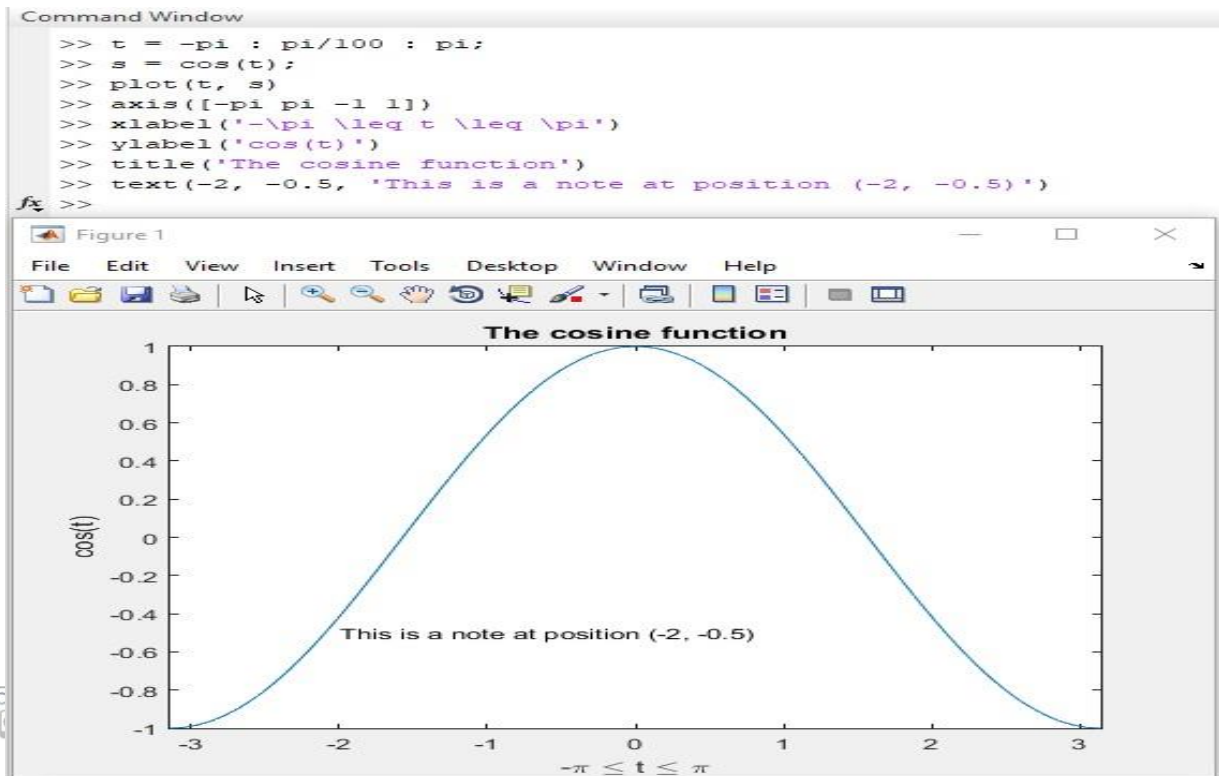 Command Window
>> t = -pi : pi/100 : pi;
>> s = cos(t);
>> plot(t, s)
>> axis([-pi pi -1 1])
>> xlabel('-\pi \leq t \leq \pi')
>> ylabel('cos(t)')
>> title('The cosine function')
>> text(-2, -0.5, 'This is a note at position (-2, -0.5)')
fx >>
Figure 1
File Edit View Insert Tools Desktop Window Help
The cosine function
1
0.8
0.6
0.4
0.2
0
-0.2
-0.4
-0.6
-0.8
-1
cos(t)
This is a note at position (-2, -0.5)
-3 -2 -1 0 1 2 3
-π ≤ t ≤ π